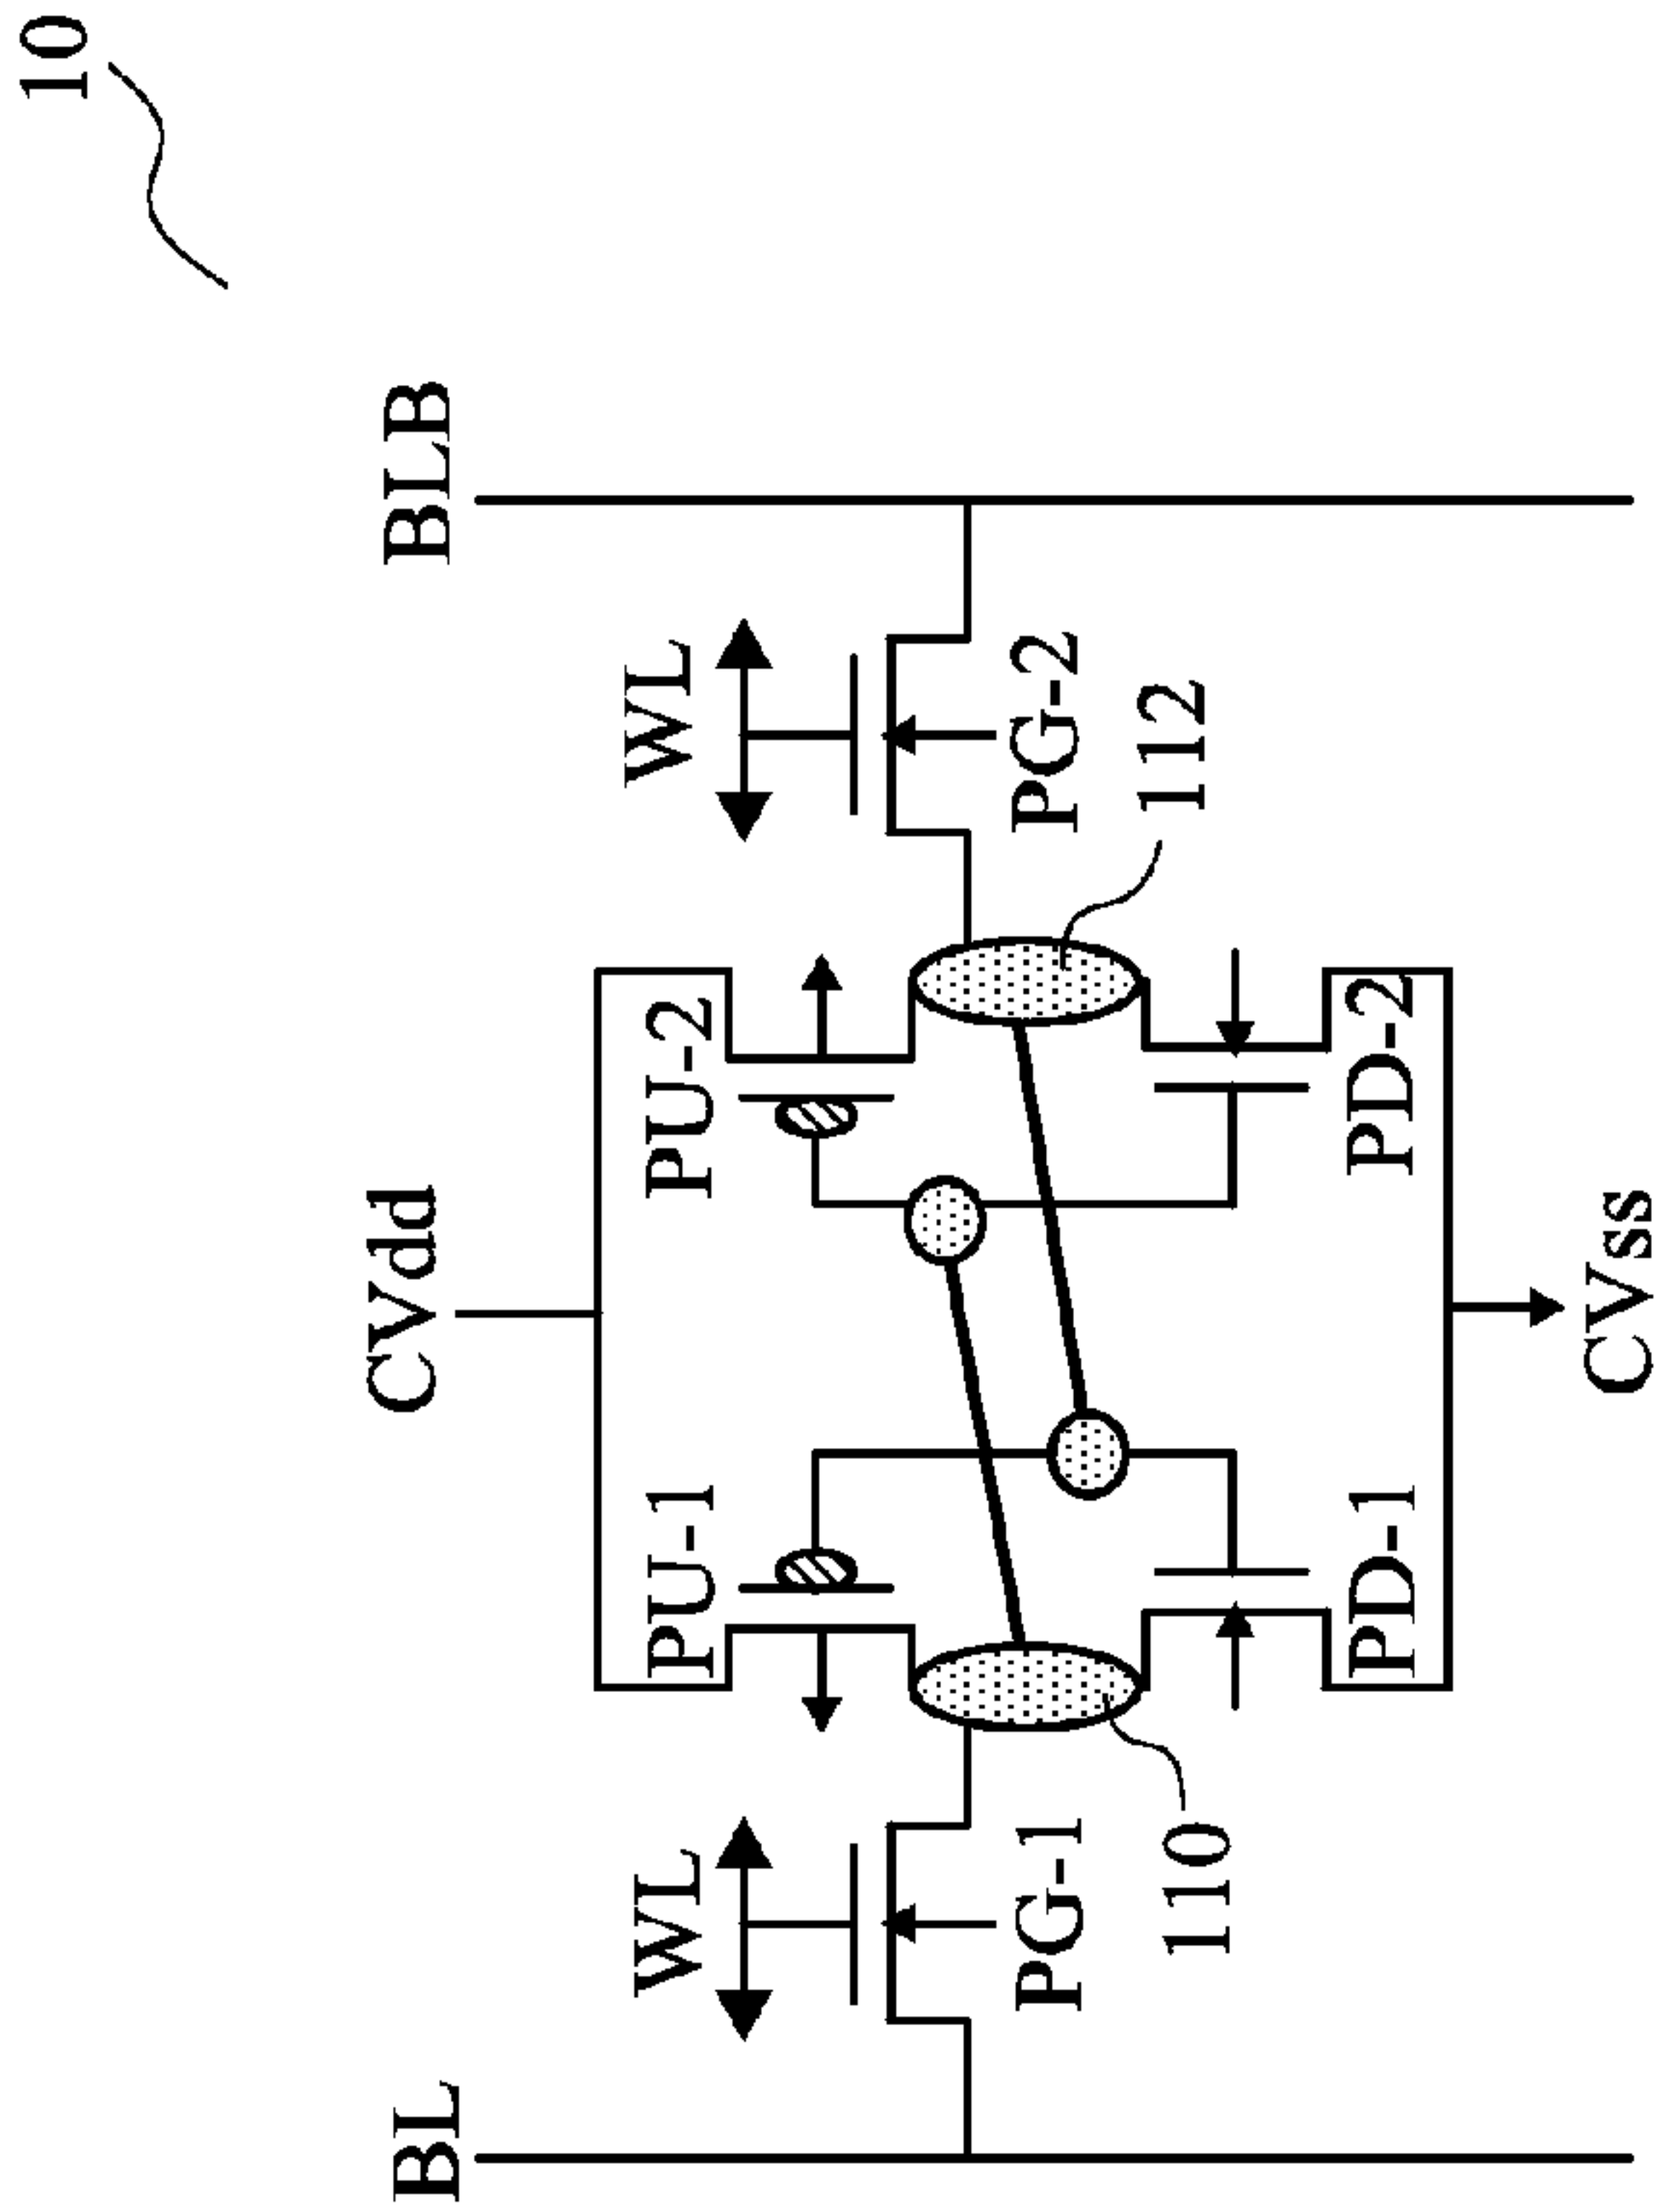 10
CVdd
BL
BLB
WL
WL
PU-1
PU-2
PG-1
PG-2
110
112
PD-1
PD-2
CVss